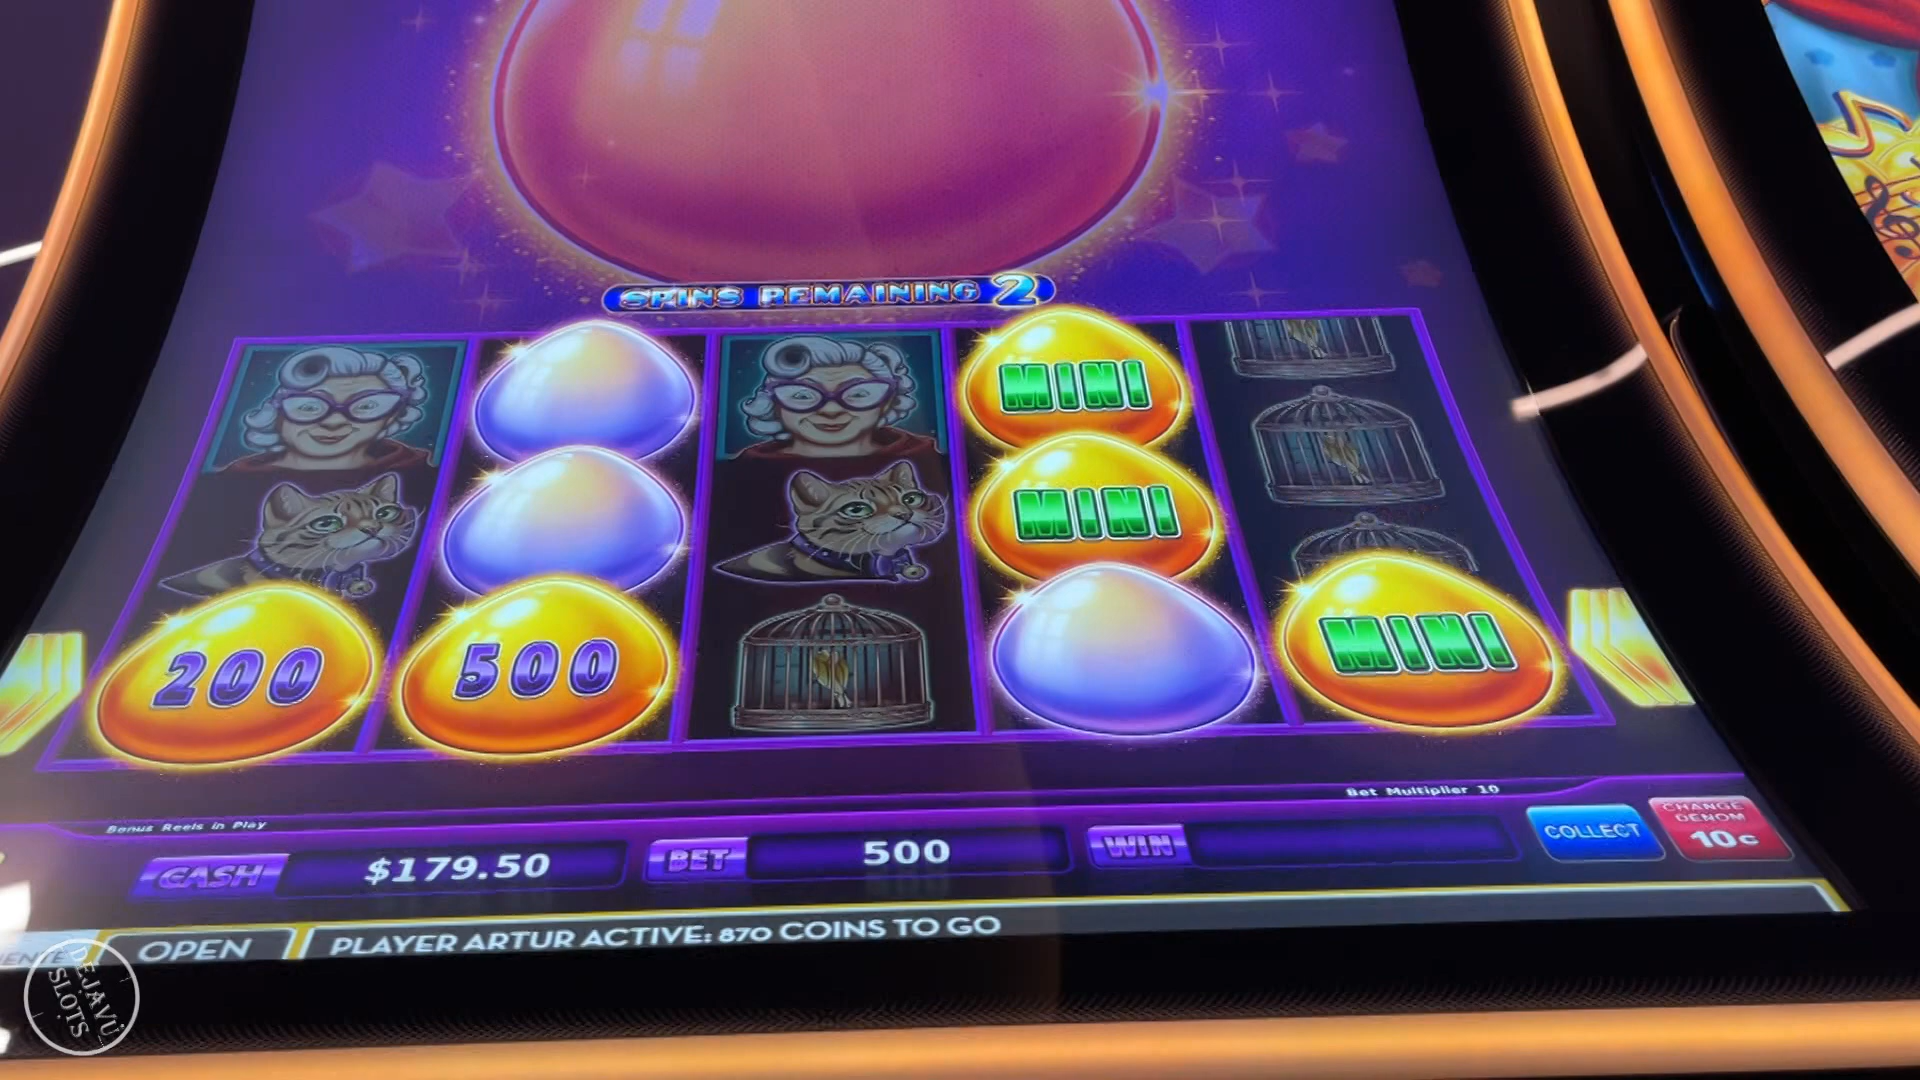 SPINS REMAINING 2
MINI
MINI
200
500
MINI
Bet Multiplier 10
Bonus Reels in Play
CASH $179.50 BET 500 WIN
COLLECT
CHANGE
DENOM
10¢
OPEN
PLAYER ARTUR ACTIVE: 870 COINS TO GO
DEJAVU
SLOTS